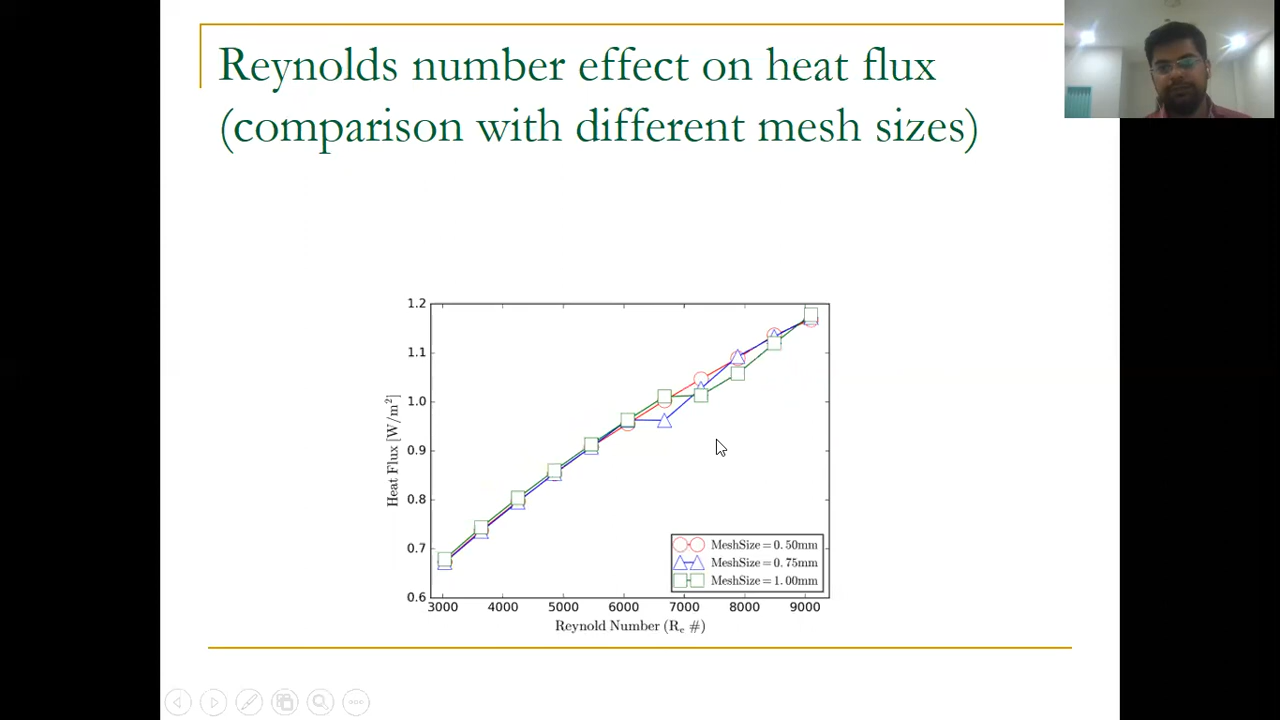 Reynolds number effect on heat flux
(comparison with different mesh sizes)
1.2
1.1
1.0
0.9
0.8
0.7
0.6
Heat Flux [W/m²]
MeshSize = 0.50mm
MeshSize = 0.75mm
MeshSize = 1.00mm
3000 4000 5000 6000 7000 8000 9000
Reynold Number (Rₑ #)